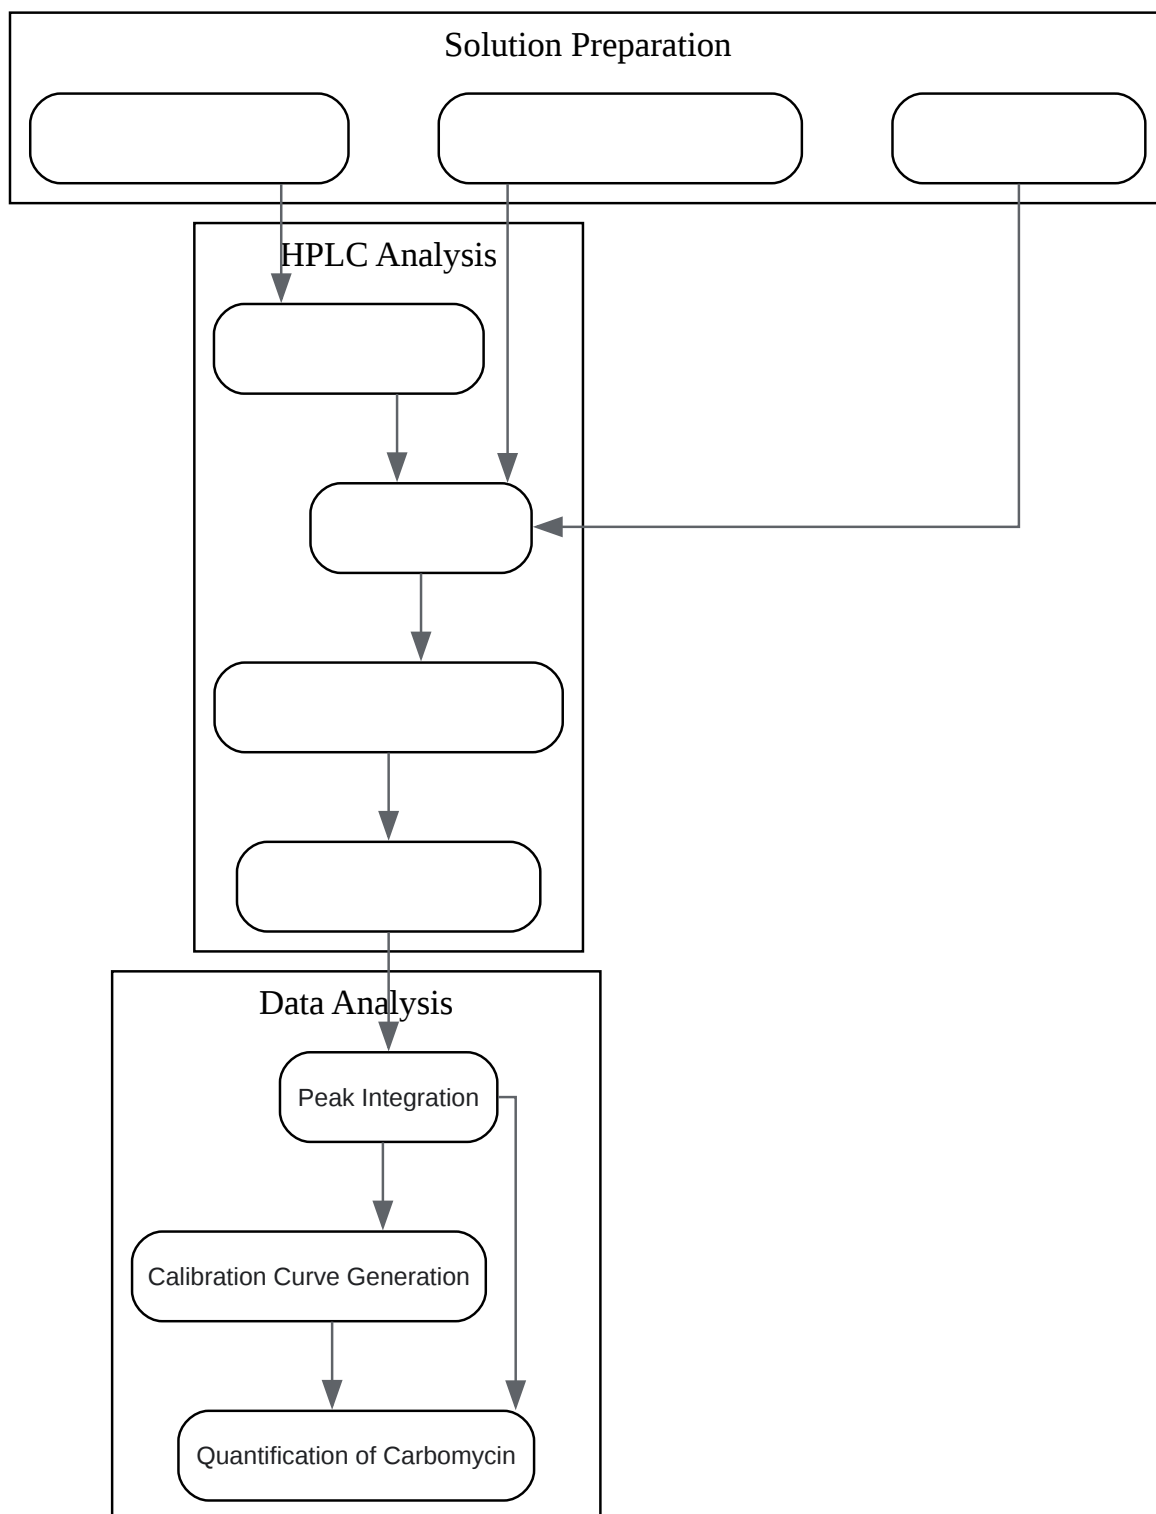 Solution Preparation
HPLC Analysis
Data Analysis
Peak Integration
Calibration Curve Generation
Quantification of Carbomycin